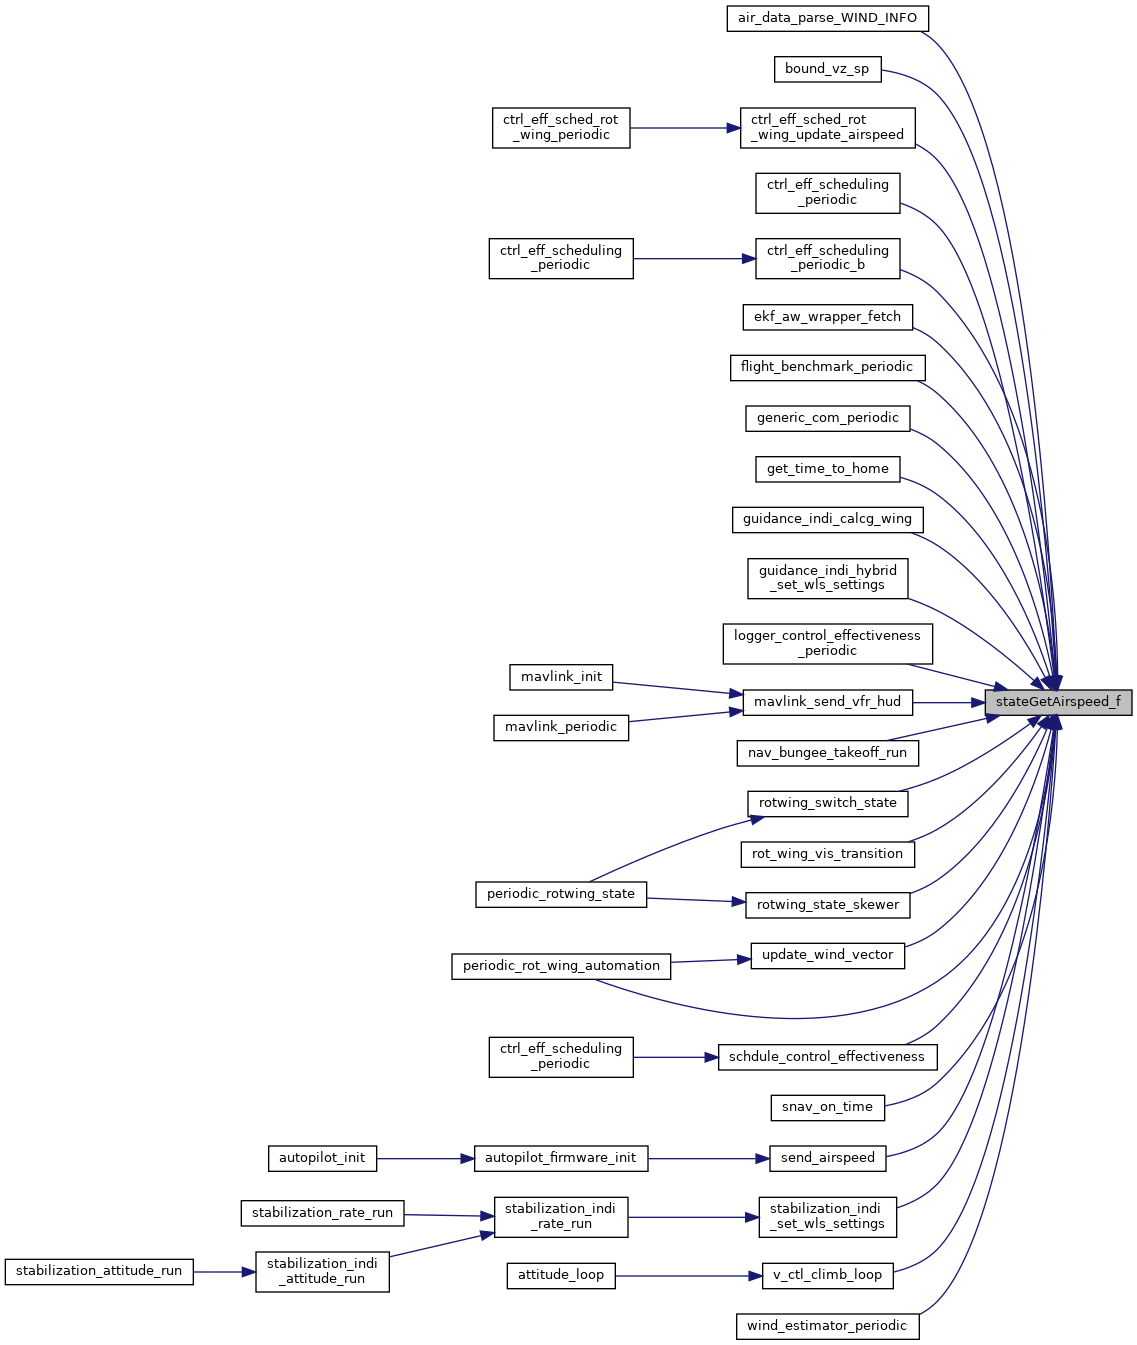 air_data_parse_WIND_INFO
bound_vz_sp
ctrl_eff_sched_rot
_wing_periodic
ctrl_eff_sched_rot
_wing_update_airspeed
ctrl_eff_scheduling
_periodic
ctrl_eff_scheduling
_periodic
ctrl_eff_scheduling
_periodic_b
ekf_aw_wrapper_fetch
flight_benchmark_periodic
generic_com_periodic
get_time_to_home
guidance_indi_calcg_wing
guidance_indi_hybrid
_set_wls_settings
logger_control_effectiveness
_periodic
mavlink_init
mavlink_send_vfr_hud
stateGetAirspeed_f
mavlink_periodic
nav_bungee_takeoff_run
rotwing_switch_state
rot_wing_vis_transition
periodic_rotwing_state
rotwing_state_skewer
update_wind_vector
periodic_rot_wing_automation
ctrl_eff_scheduling
_periodic
schdule_control_effectiveness
snav_on_time
autopilot_init
autopilot_firmware_init
send_airspeed
stabilization_rate_run
stabilization_indi
_rate_run
stabilization_indi
_set_wls_settings
stabilization_attitude_run
stabilization_indi
_attitude_run
attitude_loop
v_ctl_climb_loop
wind_estimator_periodic